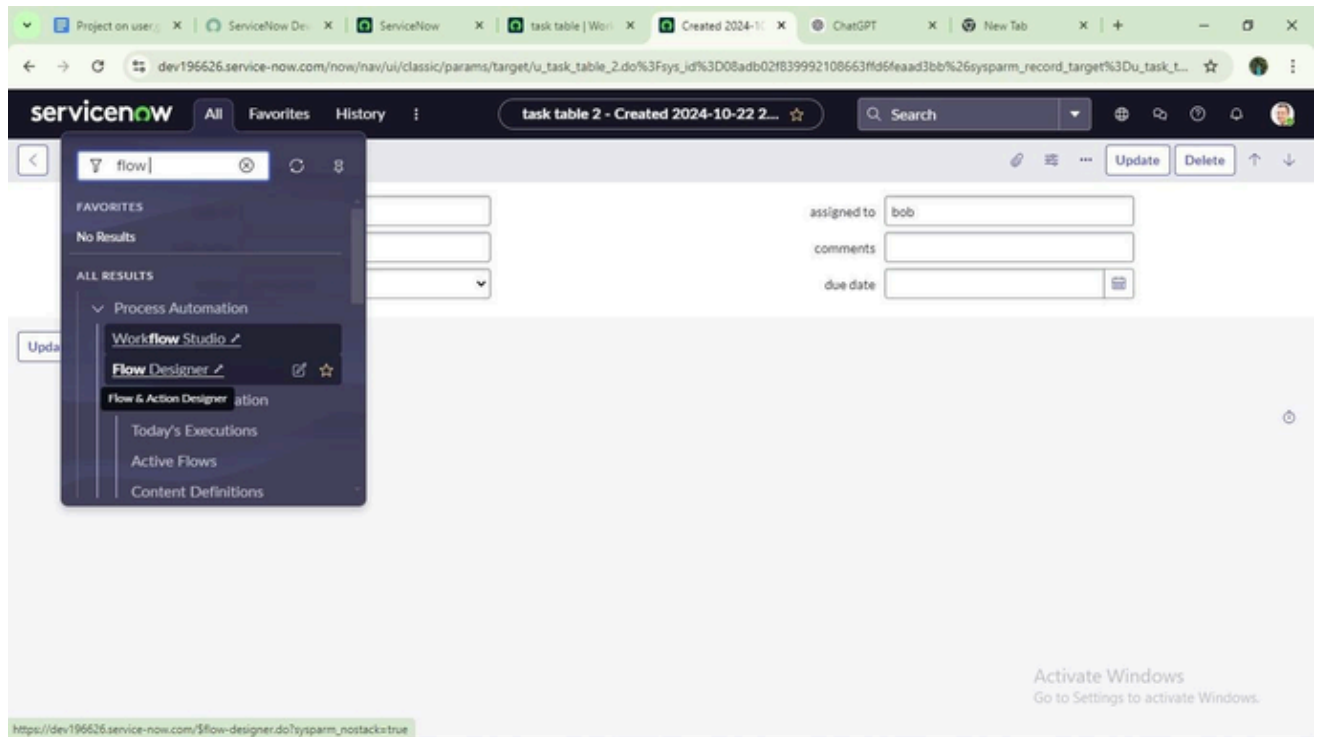 Project on user g
ServiceNow Dev
ServiceNow
task table | Work
Created 2024-10
ChatGPT
New Tab
dev196626.service-now.com/now/nav/ui/classic/params/target/u_task_table_2.do%3Fsys_id%3D08adb02f839992108663ffd6feaad3bb%26sysparm_record_target%3Du_task_t...
servicenow All Favorites History task table 2 - Created 2024-10-22 2... Search
flow
Update Delete
FAVORITES
No Results
ALL RESULTS
Process Automation
Workflow Studio
Flow Designer
Flow & Action Designer ation
Today's Executions
Active Flows
Content Definitions
assigned to bob
comments
due date
Upda
Activate Windows
Go to Settings to activate Windows.
https://dev196626.service-now.com/$flow-designer.do?sysparm_nostack=true